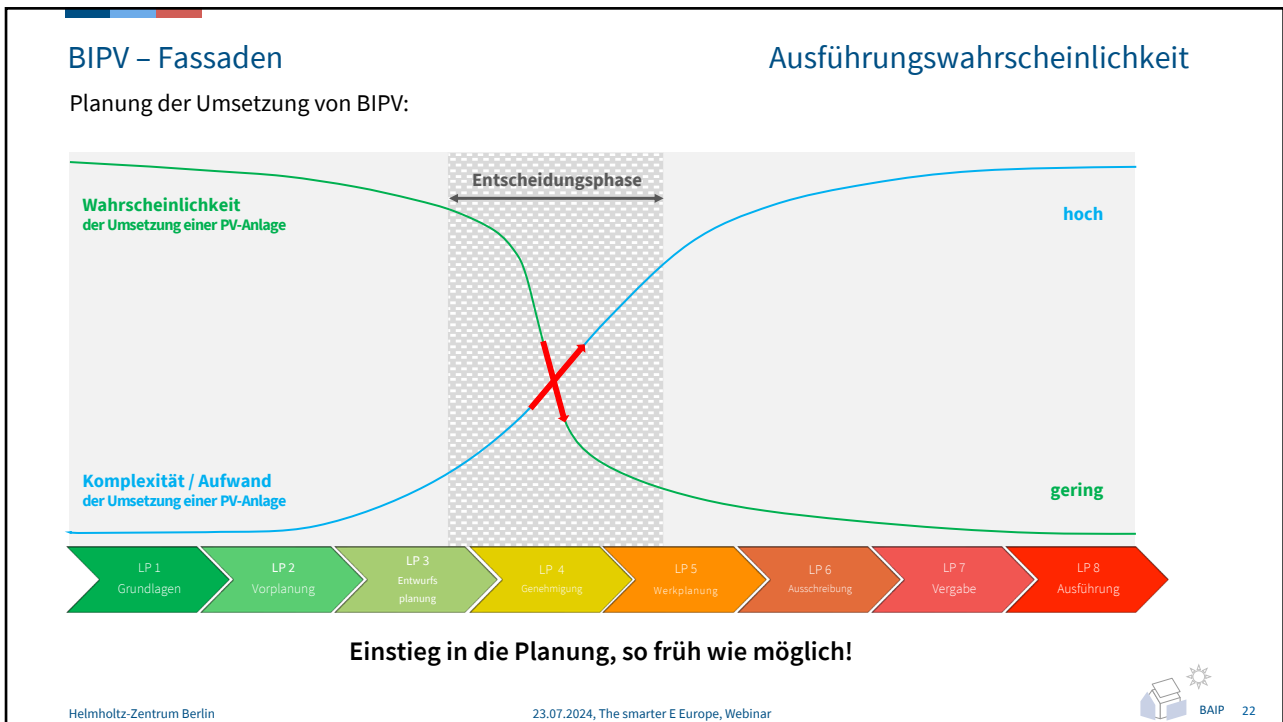 BIPV – Fassaden
Ausführungswahrscheinlichkeit
Planung der Umsetzung von BIPV:
Entscheidungsphase
Wahrscheinlichkeit
der Umsetzung einer PV-Anlage
hoch
Komplexität / Aufwand
der Umsetzung einer PV-Anlage
gering
LP 1
Grundlagen
LP 2
Vorplanung
LP 3
Entwurfs
planung
LP 4
Genehmigung
LP 5
Werkplanung
LP 6
Ausschreibung
LP 7
Vergabe
LP 8
Ausführung
Einstieg in die Planung, so früh wie möglich!
Helmholtz-Zentrum Berlin
23.07.2024, The smarter E Europe, Webinar
BAIP 22